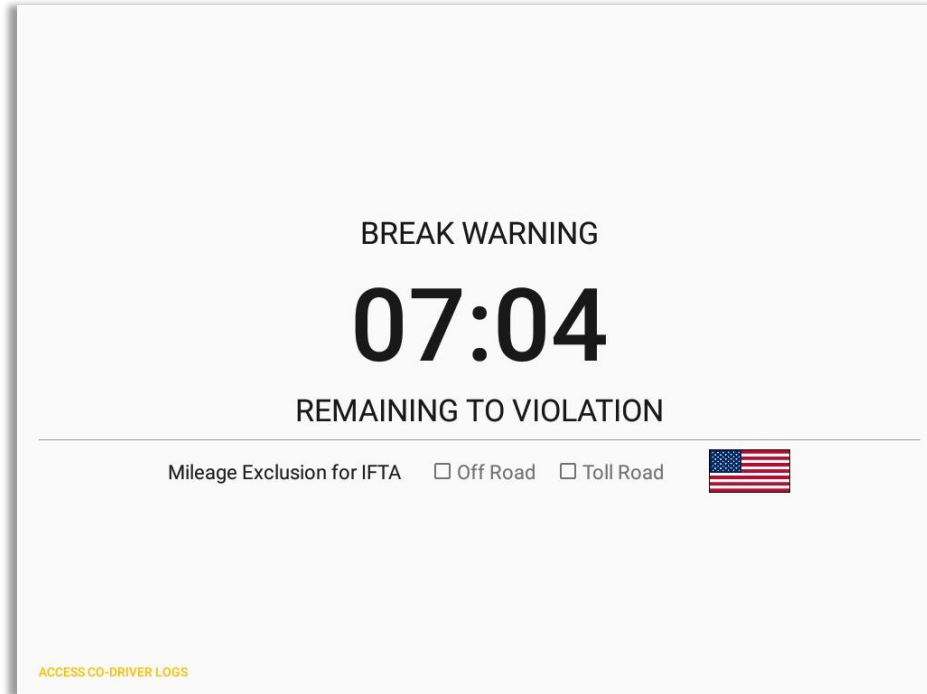 BREAK WARNING
07:04
REMAINING TO VIOLATION
Mileage Exclusion for IFTA Off Road Toll Road
ACCESS CO-DRIVER LOGS